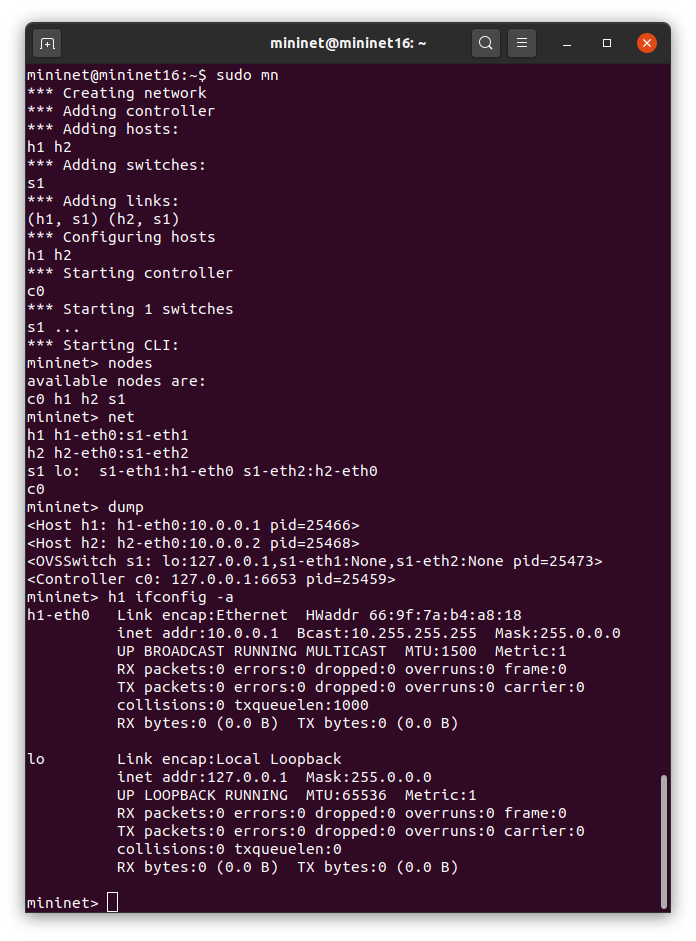 mininet@mininet16: ~
mininet@mininet16:~$ sudo mn
*** Creating network
*** Adding controller
*** Adding hosts:
h1 h2
*** Adding switches:
s1
*** Adding links:
(h1, s1) (h2, s1)
*** Configuring hosts
h1 h2
*** Starting controller
c0
*** Starting 1 switches
s1 ...
*** Starting CLI:
mininet> nodes
available nodes are:
c0 h1 h2 s1
mininet> net
h1 h1-eth0:s1-eth1
h2 h2-eth0:s1-eth2
s1 lo:  s1-eth1:h1-eth0 s1-eth2:h2-eth0
c0
mininet> dump
<Host h1: h1-eth0:10.0.0.1 pid=25466>
<Host h2: h2-eth0:10.0.0.2 pid=25468>
<OVSSwitch s1: lo:127.0.0.1,s1-eth1:None,s1-eth2:None pid=25473>
<Controller c0: 127.0.0.1:6653 pid=25459>
mininet> h1 ifconfig -a
h1-eth0   Link encap:Ethernet  HWaddr 66:9f:7a:b4:a8:18
          inet addr:10.0.0.1  Bcast:10.255.255.255  Mask:255.0.0.0
          UP BROADCAST RUNNING MULTICAST  MTU:1500  Metric:1
          RX packets:0 errors:0 dropped:0 overruns:0 frame:0
          TX packets:0 errors:0 dropped:0 overruns:0 carrier:0
          collisions:0 txqueuelen:1000
          RX bytes:0 (0.0 B)  TX bytes:0 (0.0 B)

lo        Link encap:Local Loopback
          inet addr:127.0.0.1  Mask:255.0.0.0
          UP LOOPBACK RUNNING  MTU:65536  Metric:1
          RX packets:0 errors:0 dropped:0 overruns:0 frame:0
          TX packets:0 errors:0 dropped:0 overruns:0 carrier:0
          collisions:0 txqueuelen:0
          RX bytes:0 (0.0 B)  TX bytes:0 (0.0 B)

mininet>